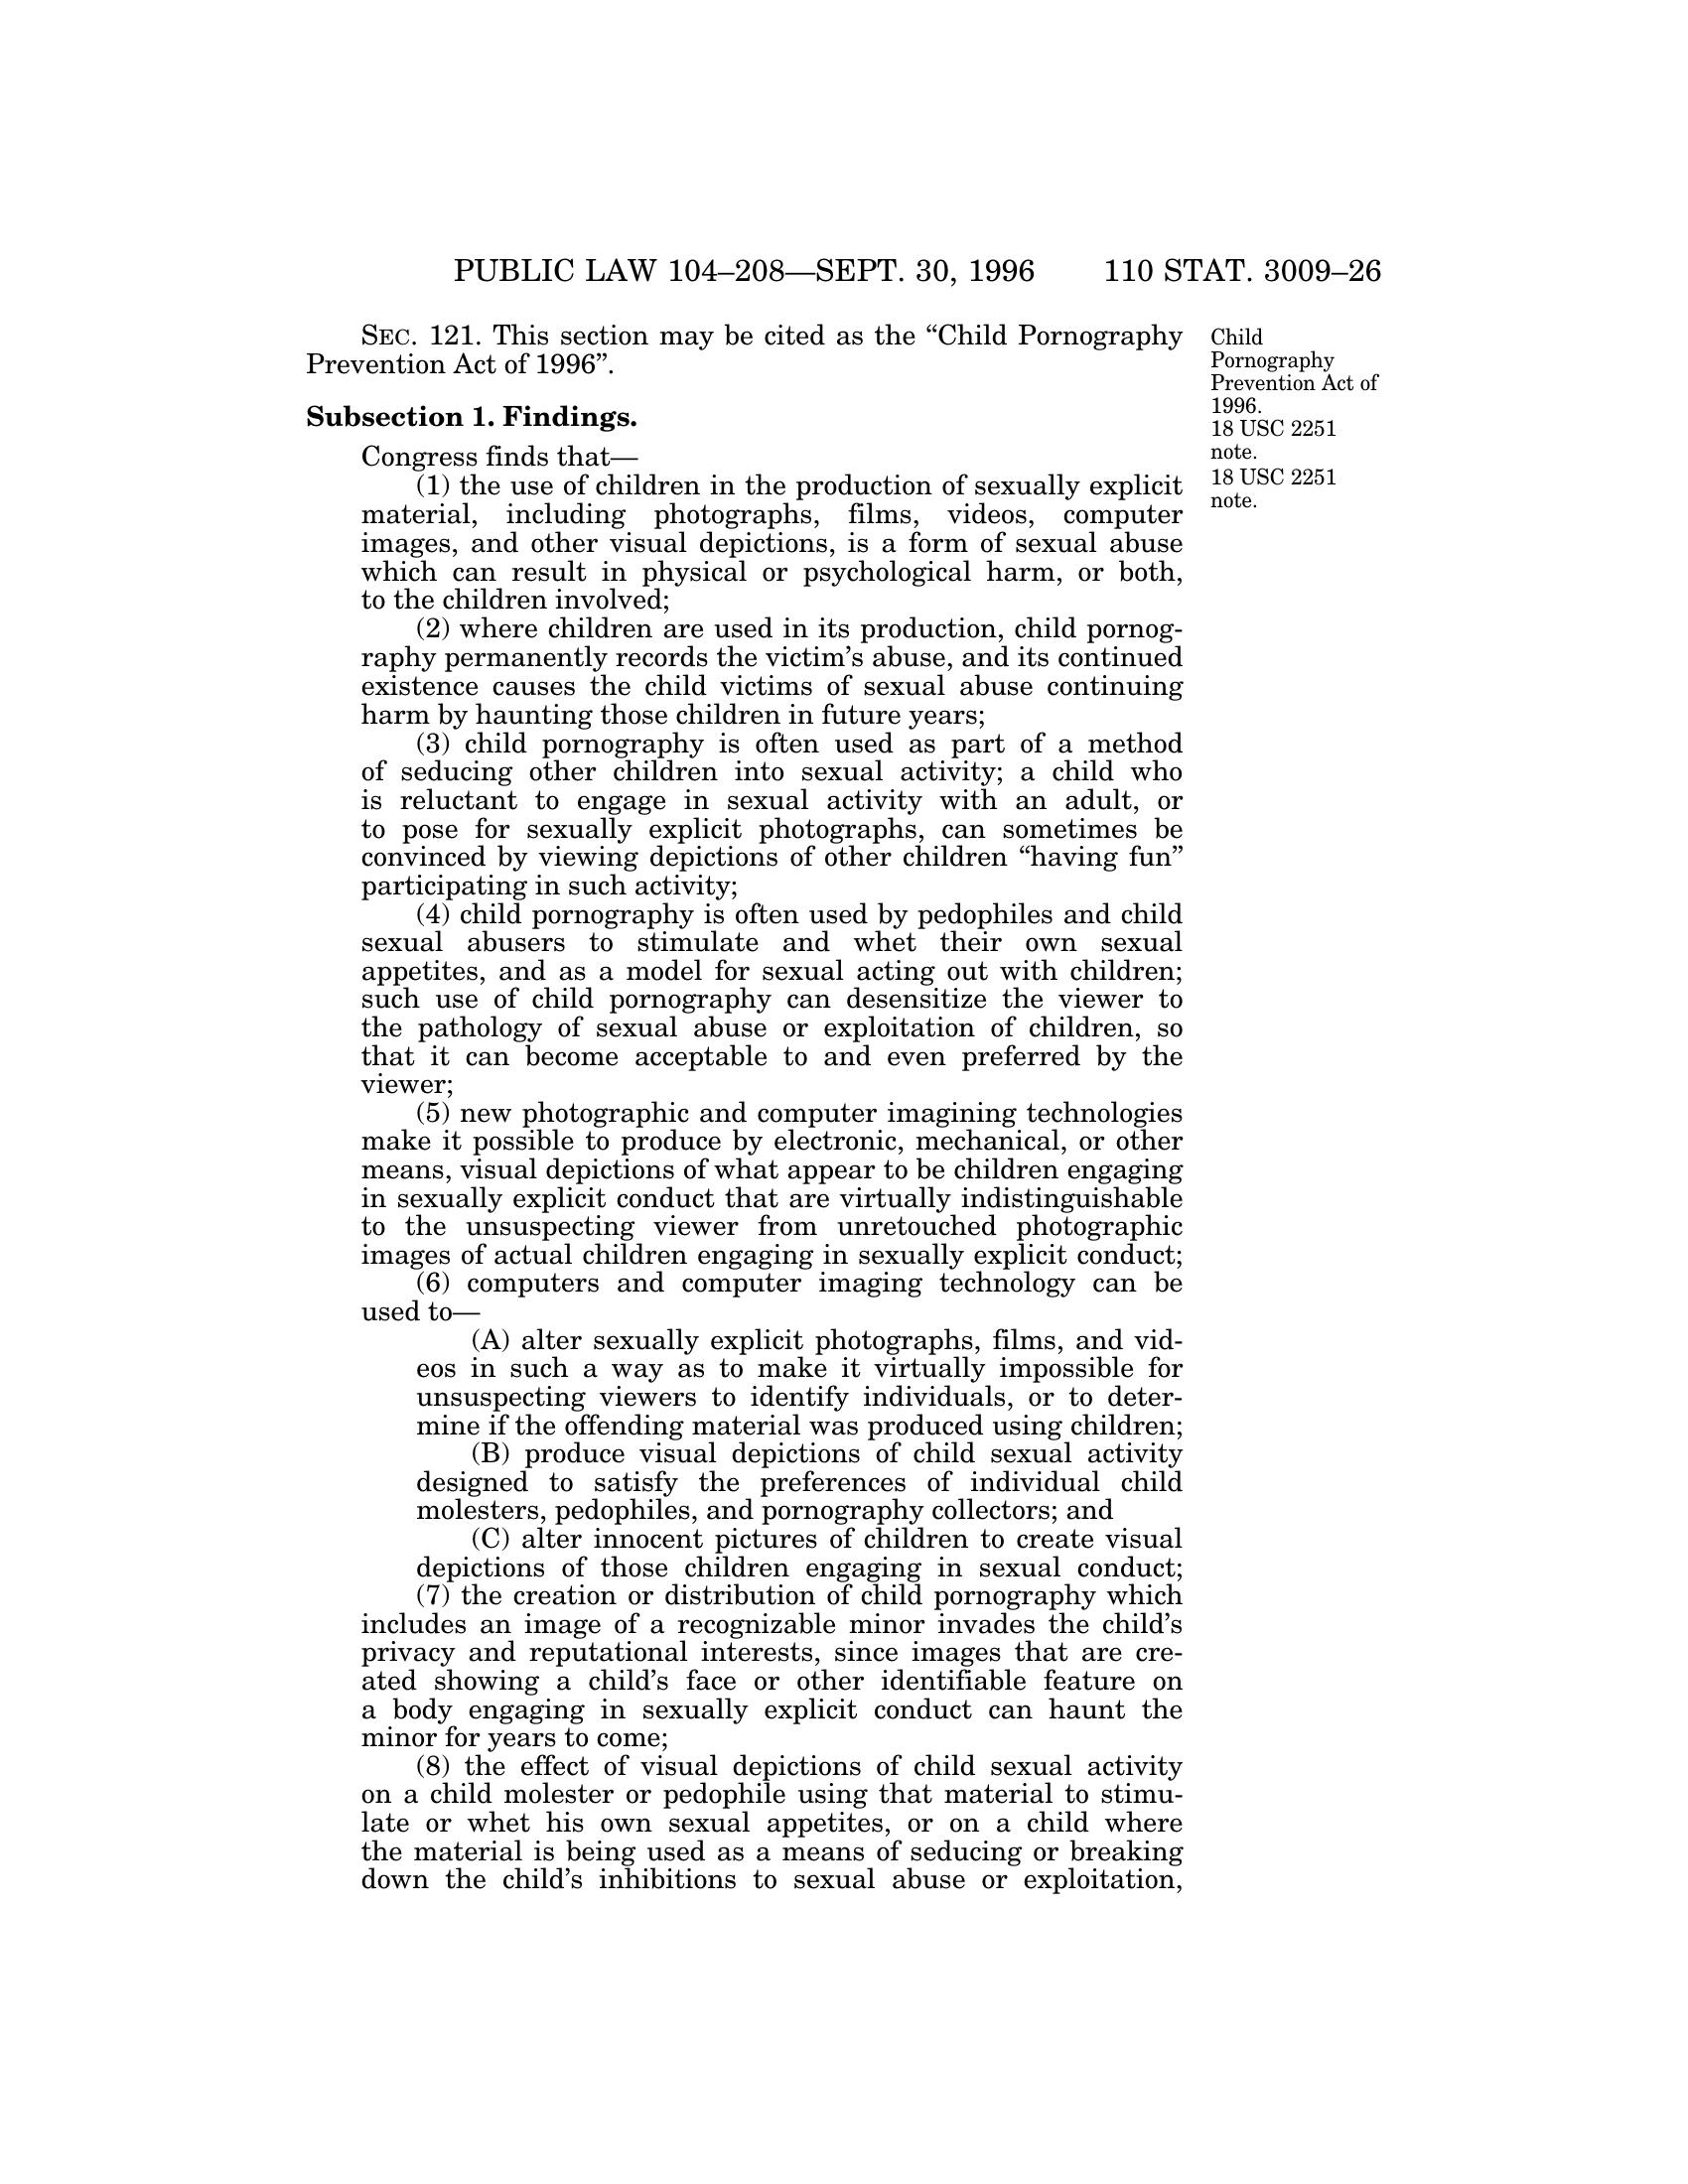 PUBLIC LAW 104–208—SEPT. 30, 1996 110 STAT. 3009–26
SEC. 121. This section may be cited as the “Child Pornography
Prevention Act of 1996”.
Child
Pornography
Prevention Act of
1996.
18 USC 2251
note.
18 USC 2251
note.
Subsection 1. Findings.
Congress finds that—
(1) the use of children in the production of sexually explicit
material, including photographs, films, videos, computer
images, and other visual depictions, is a form of sexual abuse
which can result in physical or psychological harm, or both,
to the children involved;
(2) where children are used in its production, child pornog-
raphy permanently records the victim’s abuse, and its continued
existence causes the child victims of sexual abuse continuing
harm by haunting those children in future years;
(3) child pornography is often used as part of a method
of seducing other children into sexual activity; a child who
is reluctant to engage in sexual activity with an adult, or
to pose for sexually explicit photographs, can sometimes be
convinced by viewing depictions of other children “having fun”
participating in such activity;
(4) child pornography is often used by pedophiles and child
sexual abusers to stimulate and whet their own sexual
appetites, and as a model for sexual acting out with children;
such use of child pornography can desensitize the viewer to
the pathology of sexual abuse or exploitation of children, so
that it can become acceptable to and even preferred by the
viewer;
(5) new photographic and computer imagining technologies
make it possible to produce by electronic, mechanical, or other
means, visual depictions of what appear to be children engaging
in sexually explicit conduct that are virtually indistinguishable
to the unsuspecting viewer from unretouched photographic
images of actual children engaging in sexually explicit conduct;
(6) computers and computer imaging technology can be
used to—
(A) alter sexually explicit photographs, films, and vid-
eos in such a way as to make it virtually impossible for
unsuspecting viewers to identify individuals, or to deter-
mine if the offending material was produced using children;
(B) produce visual depictions of child sexual activity
designed to satisfy the preferences of individual child
molesters, pedophiles, and pornography collectors; and
(C) alter innocent pictures of children to create visual
depictions of those children engaging in sexual conduct;
(7) the creation or distribution of child pornography which
includes an image of a recognizable minor invades the child’s
privacy and reputational interests, since images that are cre-
ated showing a child’s face or other identifiable feature on
a body engaging in sexually explicit conduct can haunt the
minor for years to come;
(8) the effect of visual depictions of child sexual activity
on a child molester or pedophile using that material to stimu-
late or whet his own sexual appetites, or on a child where
the material is being used as a means of seducing or breaking
down the child’s inhibitions to sexual abuse or exploitation,